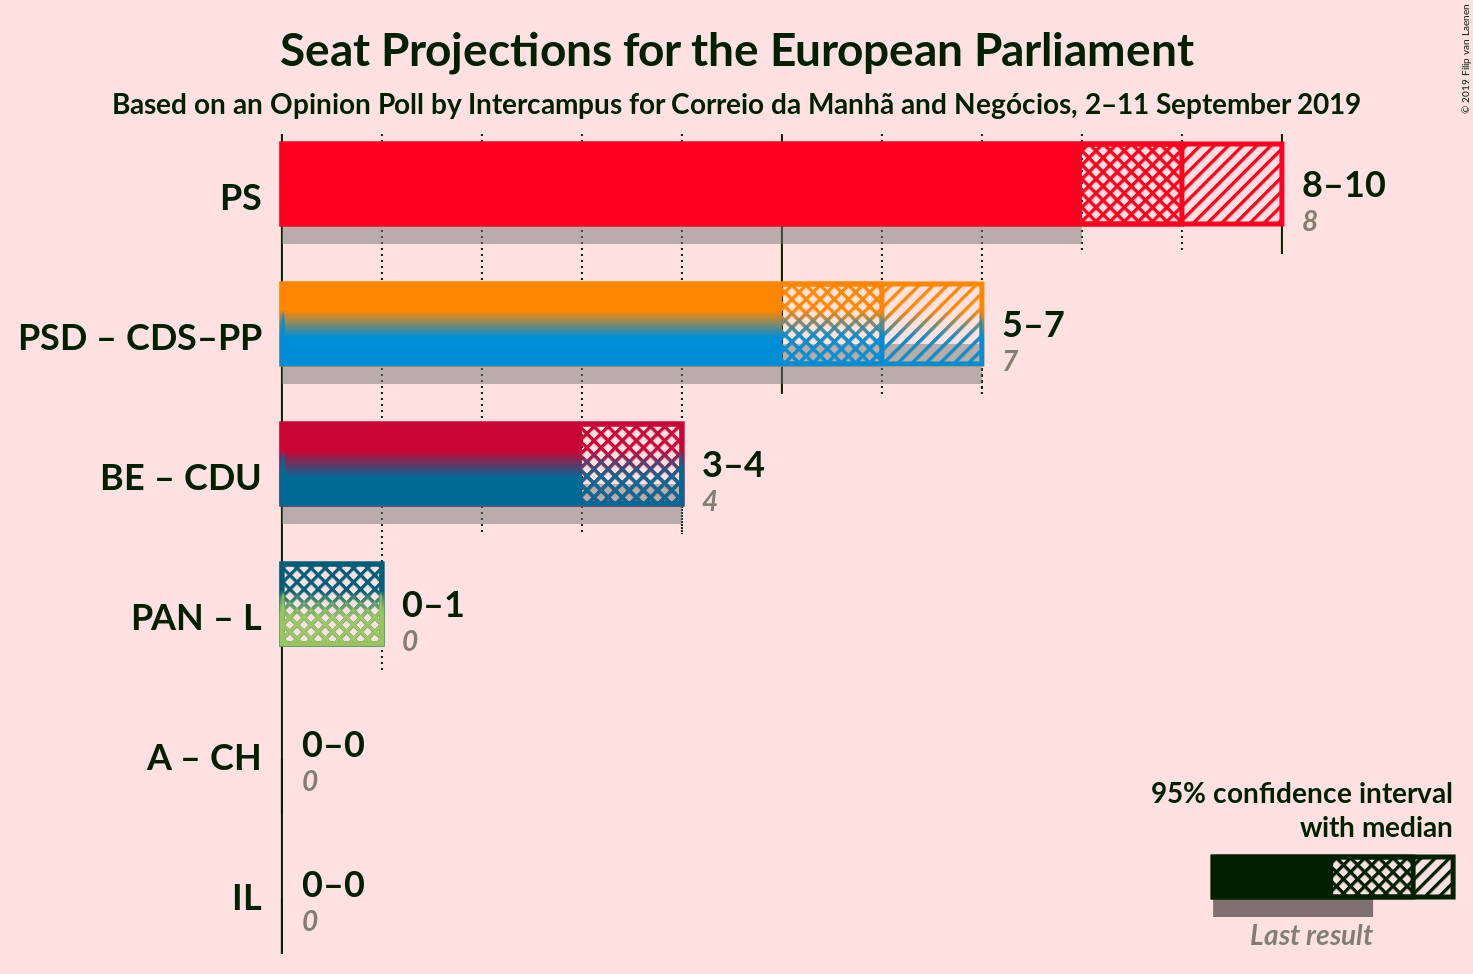 Seat Projections for the European Parliament
Based on an Opinion Poll by Intercampus for Correio da Manhã and Negócios, 2–11 September 2019
© 2019 Filip van Laenen
PS
8–10
8
PSD – CDS–PP
5–7
7
BE – CDU
3–4
4
PAN – L
0–1
0
A – CH
0–0
0
IL
0–0
0
95% confidence interval
with median
Last result